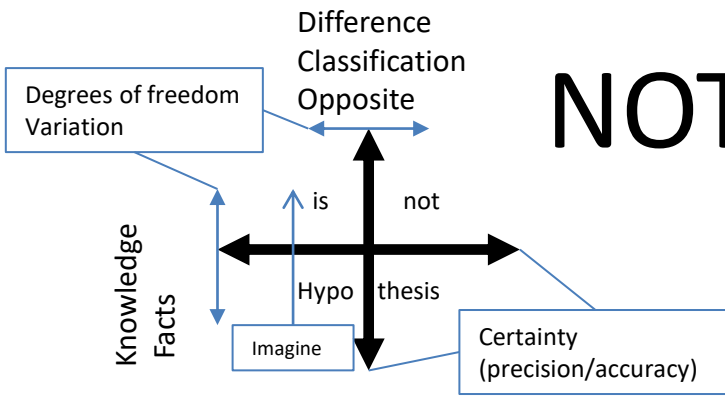 Difference
Classification
Opposite
NOT
Degrees of freedom
Variation
is not
Knowledge
Facts
Hypo thesis
Imagine
Certainty
(precision/accuracy)